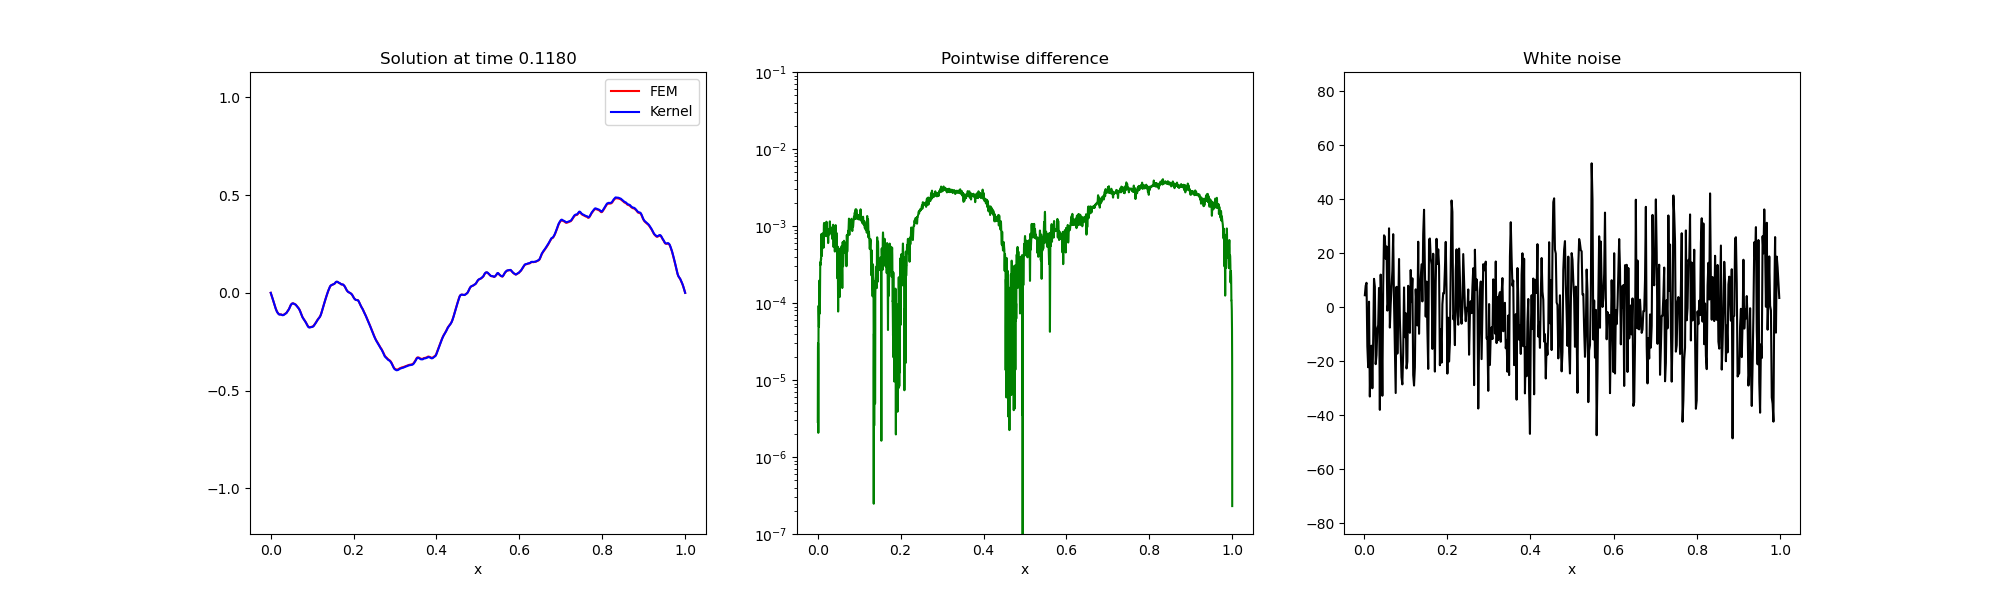 Solution at time 0.1180
FEM
Kernel
1.0
0.5
0.0
−0.5
−1.0
0.0 0.2 0.4 0.6 0.8 1.0
x
Pointwise difference
10⁻¹
10⁻²
10⁻³
10⁻⁴
10⁻⁵
10⁻⁶
10⁻⁷
0.0 0.2 0.4 0.6 0.8 1.0
x
White noise
80
60
40
20
0
−20
−40
−60
−80
0.0 0.2 0.4 0.6 0.8 1.0
x